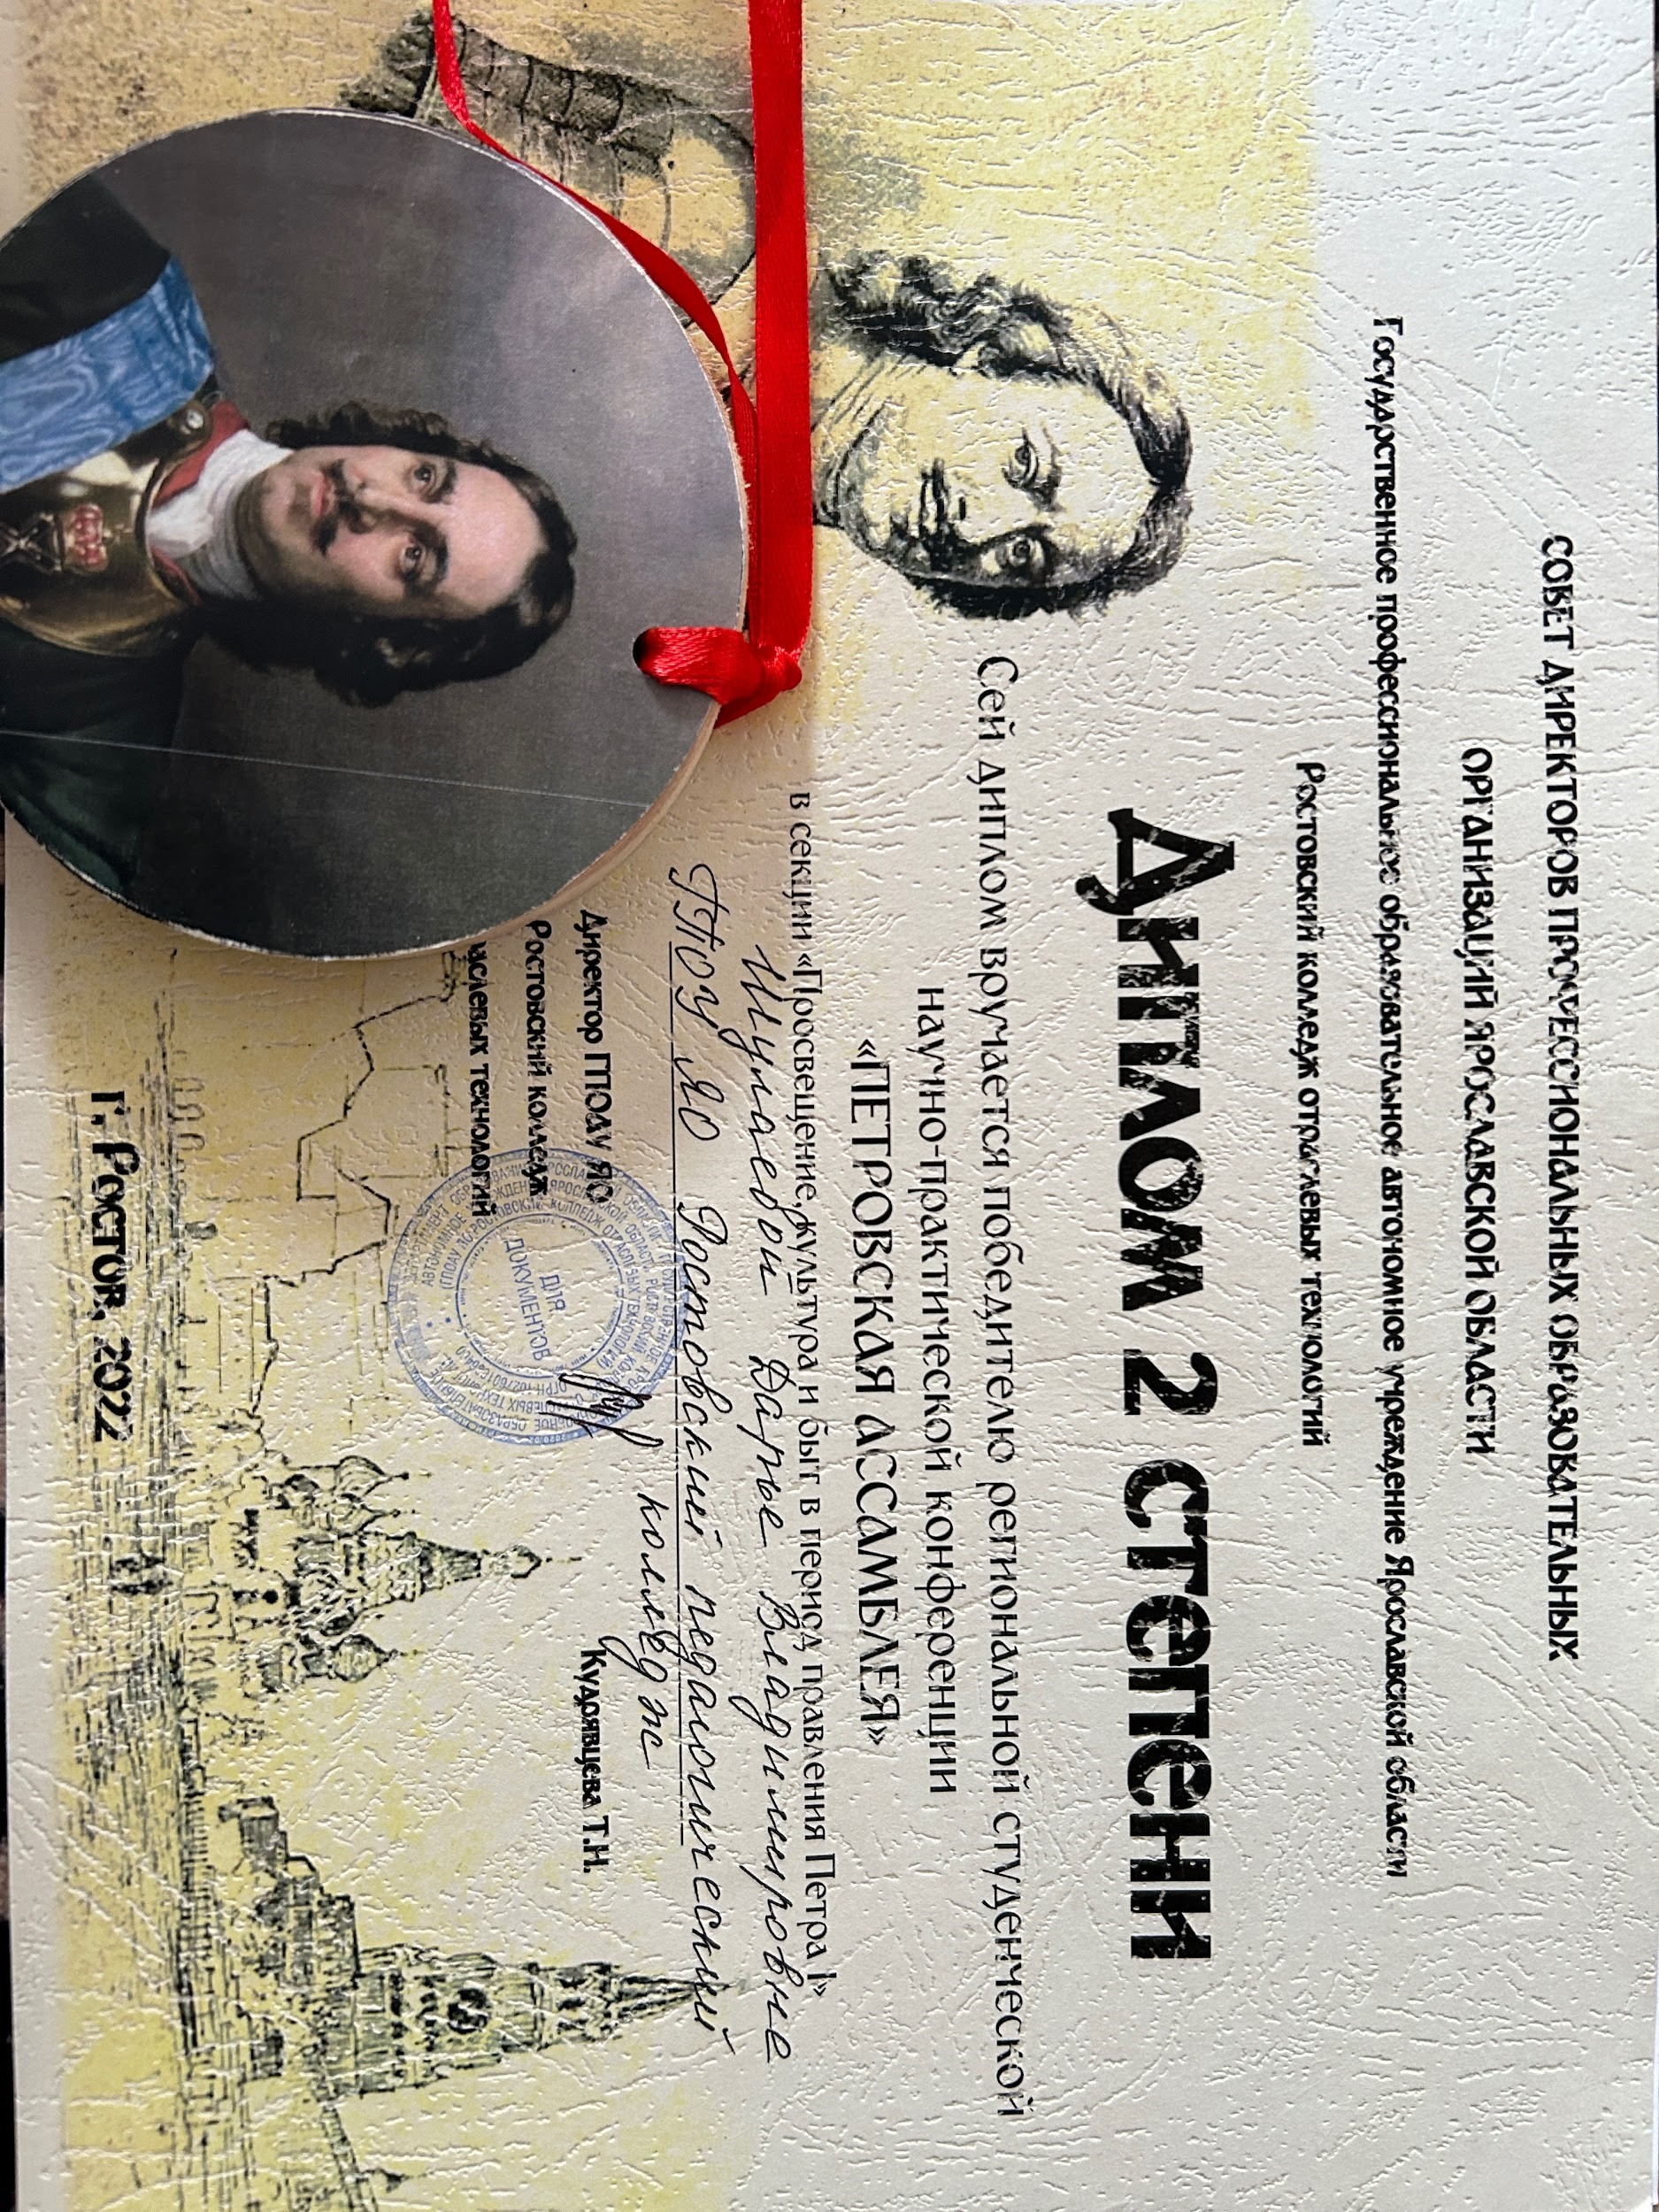 СОВЕТ ДИРЕКТОРОВ ПРОФЕССИОНАЛЬНЫХ ОБРАЗОВАТЕЛЬНЫХ
ОРГАНИЗАЦИЙ ЯРОСЛАВСКОЙ ОБЛАСТИ
Государственное профессиональное образовательное автономное учреждение Ярославской области
Ростовский колледж отраслевых технологий
Диплом 2 степени
Сей диплом вручается победителю региональной студенческой
научно-практической конференции
«ПЕТРОВСКАЯ АССАМБЛЕЯ»
в секции «Просвещение, культура и быт в период правления Петра I»
Шулаевой Дарье Владимировне
ГПОУ ЯО Ростовский педагогический
колледж
Директор ГПОАУ ЯО
Кудрявцева Т.Н.
Ростовский колледж
раслевых технологий
ДЛЯ
ДОКУМЕНТОВ
г. Ростов, 2022